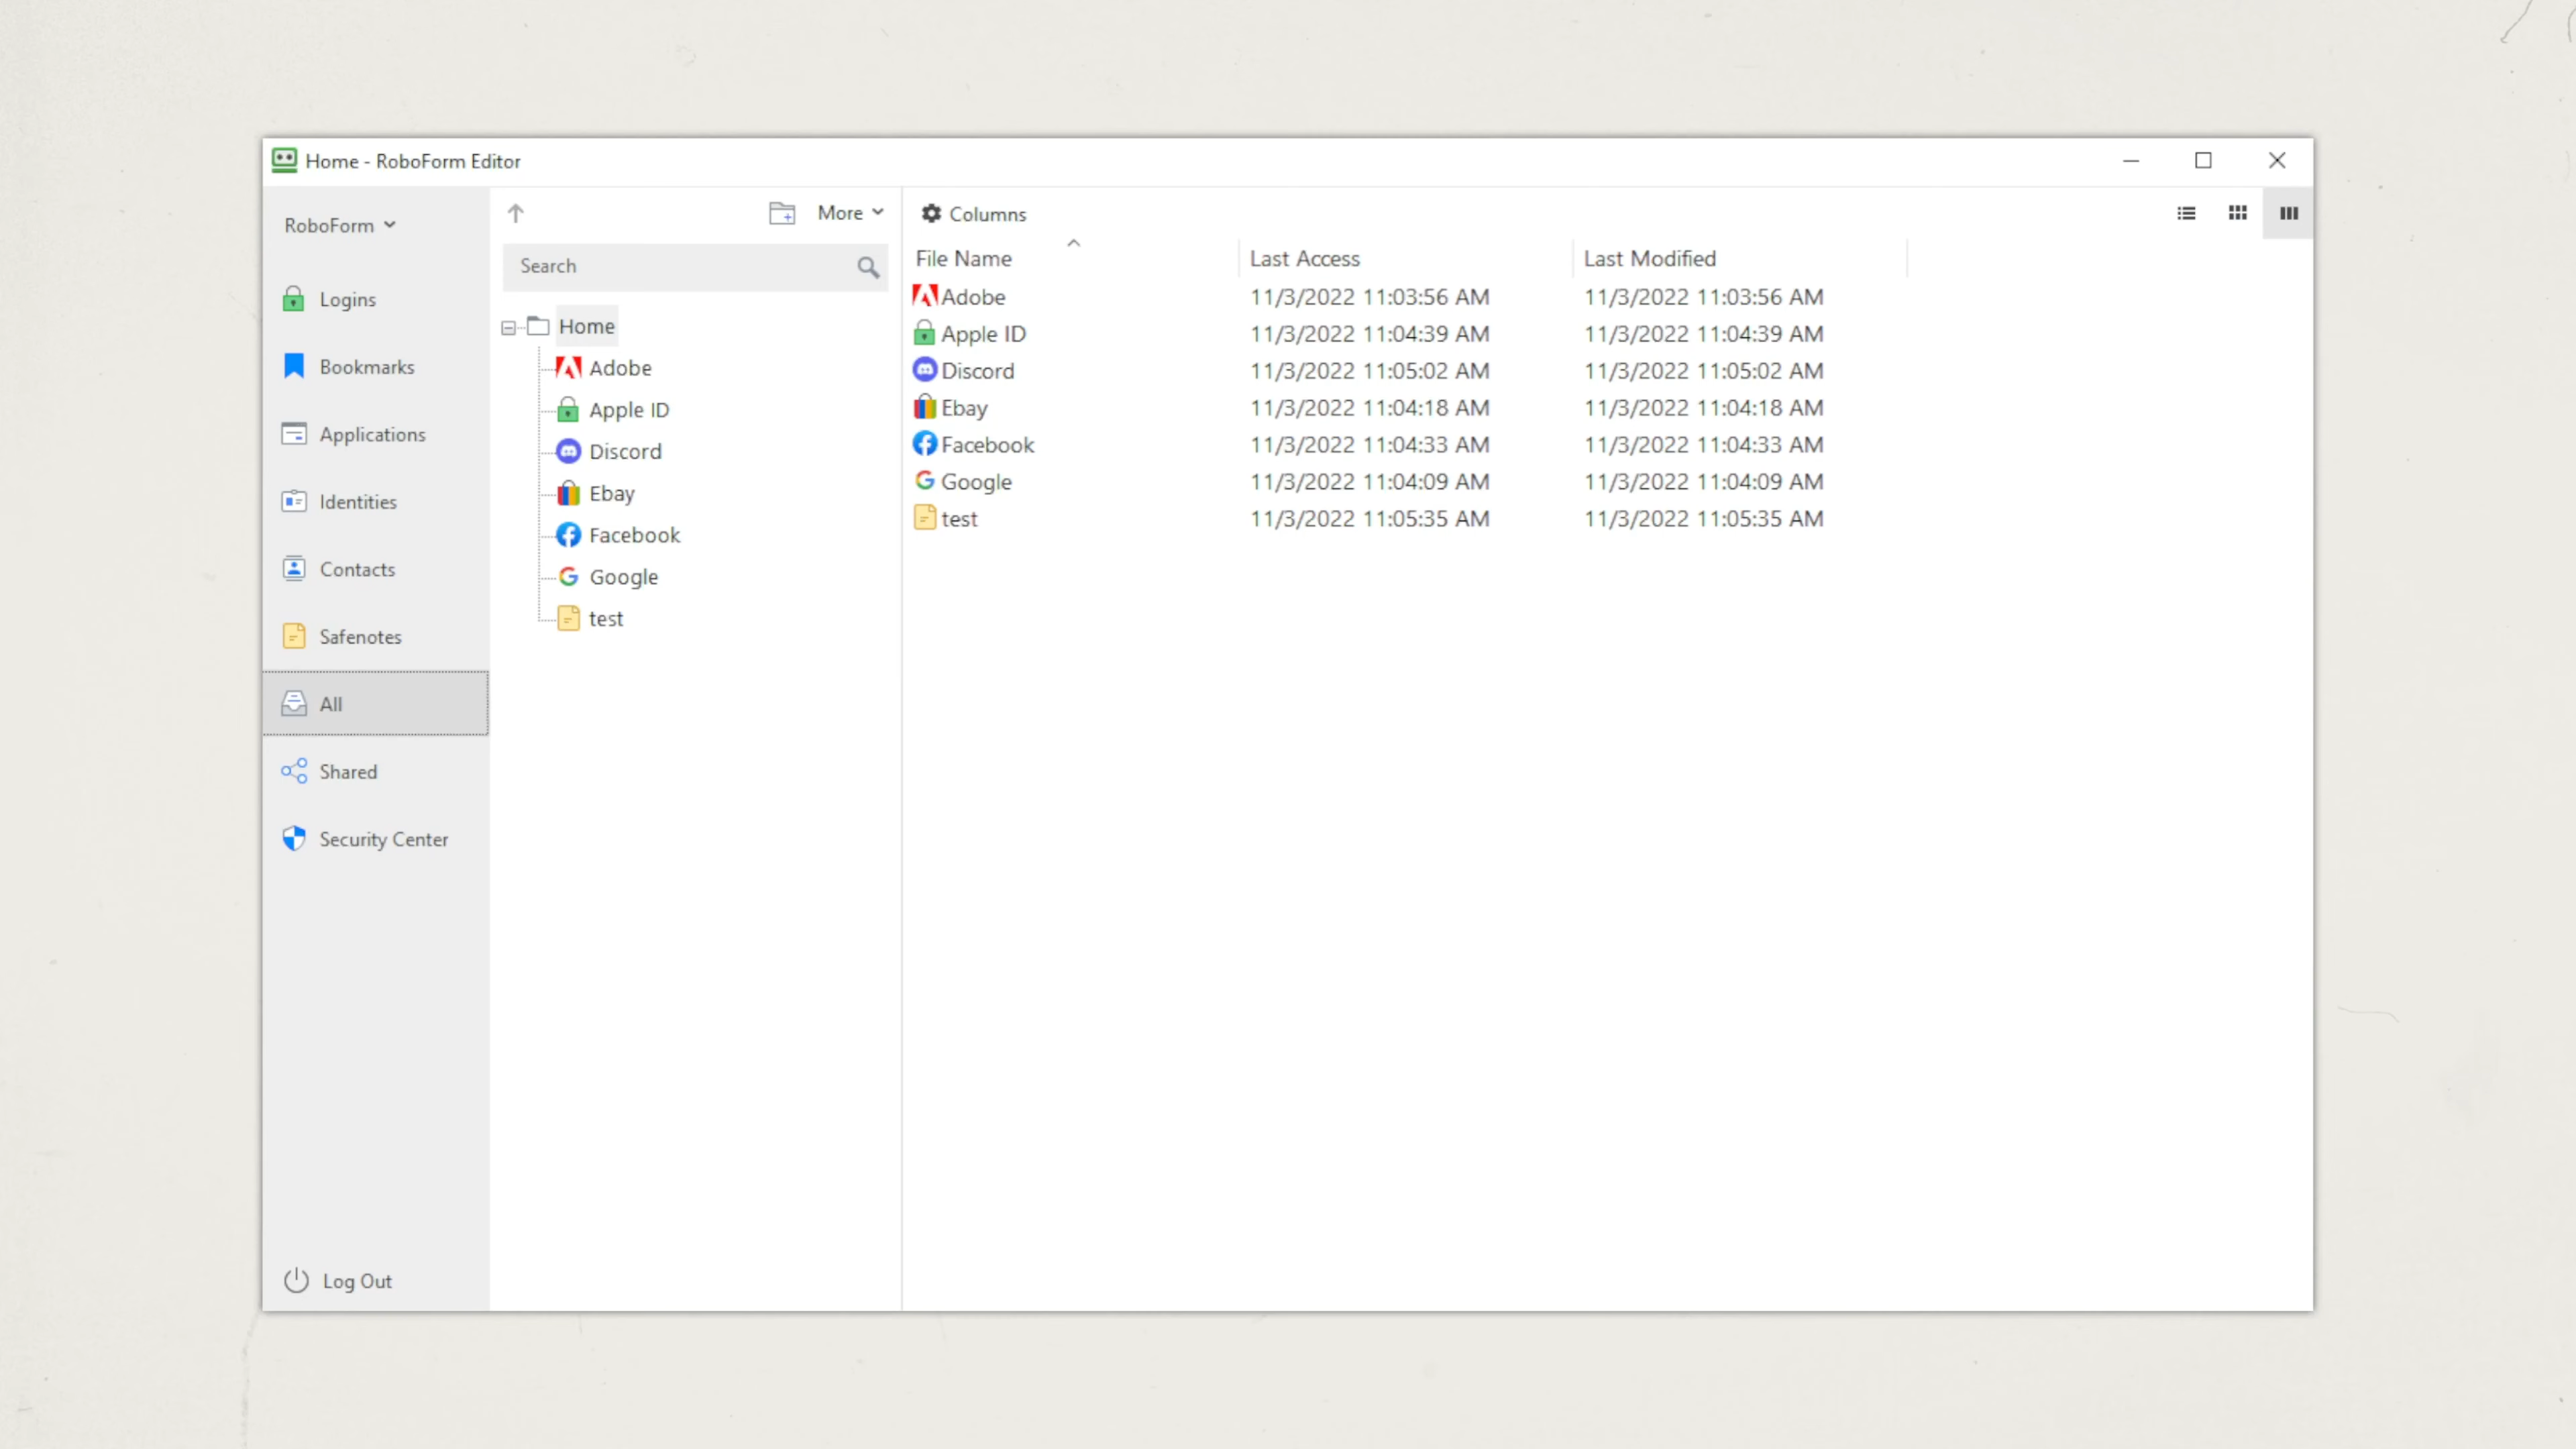 Home - RoboForm Editor
RoboForm
Logins
Bookmarks
Applications
Identities
Contacts
Safenotes
All
Shared
Security Center
Log Out
More
Search
Home
Adobe
Apple ID
Discord
Ebay
Facebook
Google
test
Columns
File Name Last Access Last Modified
Adobe 11/3/2022 11:03:56 AM 11/3/2022 11:03:56 AM
Apple ID 11/3/2022 11:04:39 AM 11/3/2022 11:04:39 AM
Discord 11/3/2022 11:05:02 AM 11/3/2022 11:05:02 AM
Ebay 11/3/2022 11:04:18 AM 11/3/2022 11:04:18 AM
Facebook 11/3/2022 11:04:33 AM 11/3/2022 11:04:33 AM
Google 11/3/2022 11:04:09 AM 11/3/2022 11:04:09 AM
test 11/3/2022 11:05:35 AM 11/3/2022 11:05:35 AM